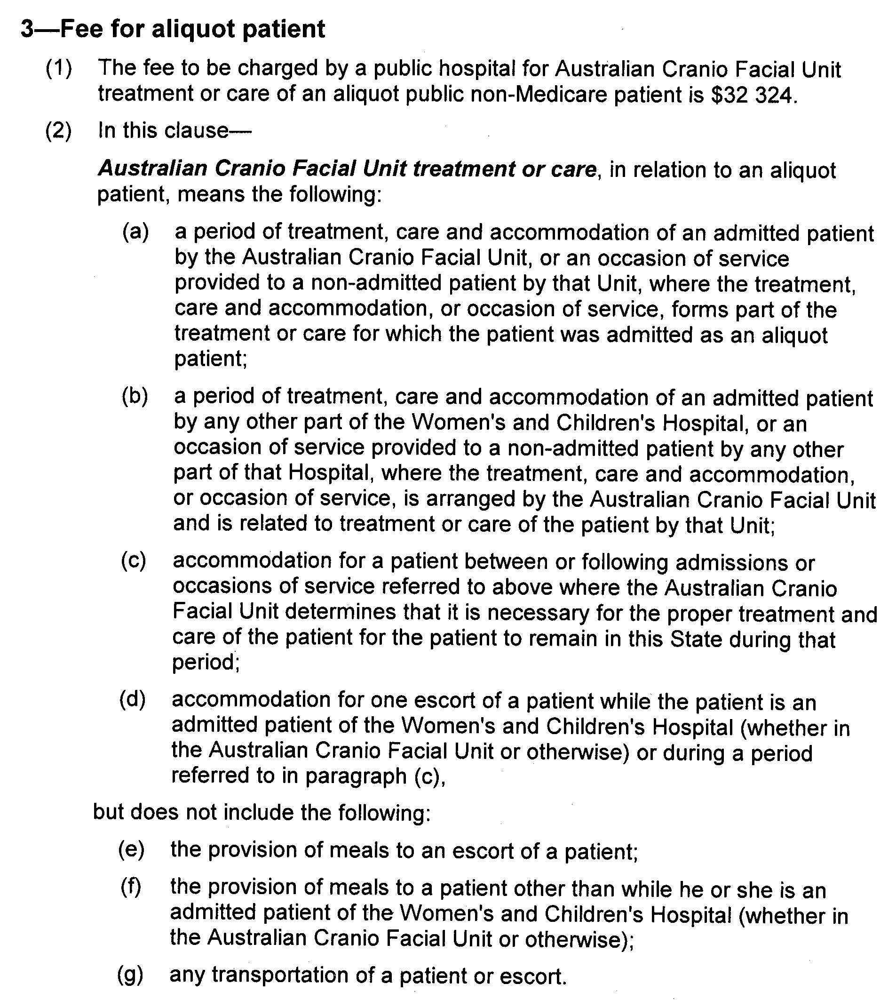 3—Fee for aliquot patient
(1) The fee to be charged by a public hospital for Australian Cranio Facial Unit
treatment or care of an aliquot public non-Medicare patient is $32 324.
(2) In this clause—
Australian Cranio Facial Unit treatment or care, in relation to an aliquot
patient, means the following:
(a) a period of treatment, care and accommodation of an admitted patient
by the Australian Cranio Facial Unit, or an occasion of service
provided to a non-admitted patient by that Unit, where the treatment,
care and accommodation, or occasion of service, forms part of the
treatment or care for which the patient was admitted as an aliquot
patient;
(b) a period of treatment, care and accommodation of an admitted patient
by any other part of the Women's and Children's Hospital, or an
occasion of service provided to a non-admitted patient by any other
part of that Hospital, where the treatment, care and accommodation,
or occasion of service, is arranged by the Australian Cranio Facial Unit
and is related to treatment or care of the patient by that Unit;
(c) accommodation for a patient between or following admissions or
occasions of service referred to above where the Australian Cranio
Facial Unit determines that it is necessary for the proper treatment and
care of the patient for the patient to remain in this State during that
period;
(d) accommodation for one escort of a patient while the patient is an
admitted patient of the Women's and Children's Hospital (whether in
the Australian Cranio Facial Unit or otherwise) or during a period
referred to in paragraph (c),
but does not include the following:
(e) the provision of meals to an escort of a patient;
(f) the provision of meals to a patient other than while he or she is an
admitted patient of the Women's and Children's Hospital (whether in
the Australian Cranio Facial Unit or otherwise);
(g) any transportation of a patient or escort.